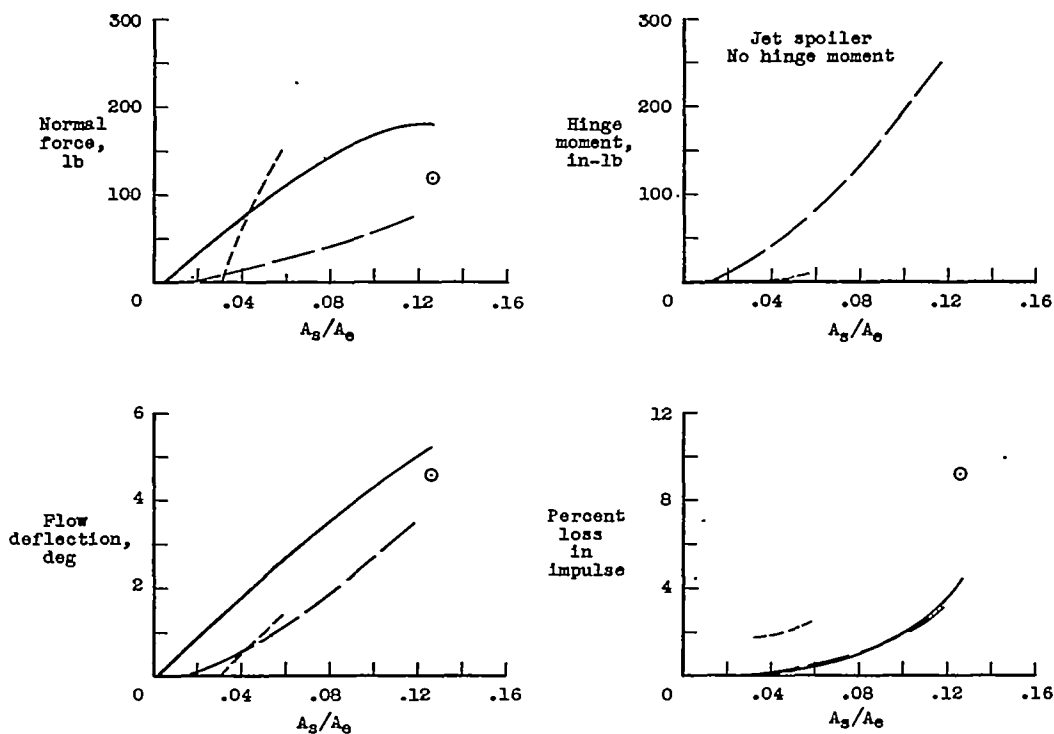 300
200
100
0
Normal
force,
lb
.04 .08 .12 .16
As/Ae
300
200
100
0
Jet spoiler
No hinge moment
Hinge
moment,
in-lb
.04 .08 .12 .16
As/Ae
6
4
2
0
Flow
deflection,
deg
.04 .08 .12 .16
As/Ae
12
8
4
0
Percent
loss
in
impulse
.04 .08 .12 .16
As/Ae